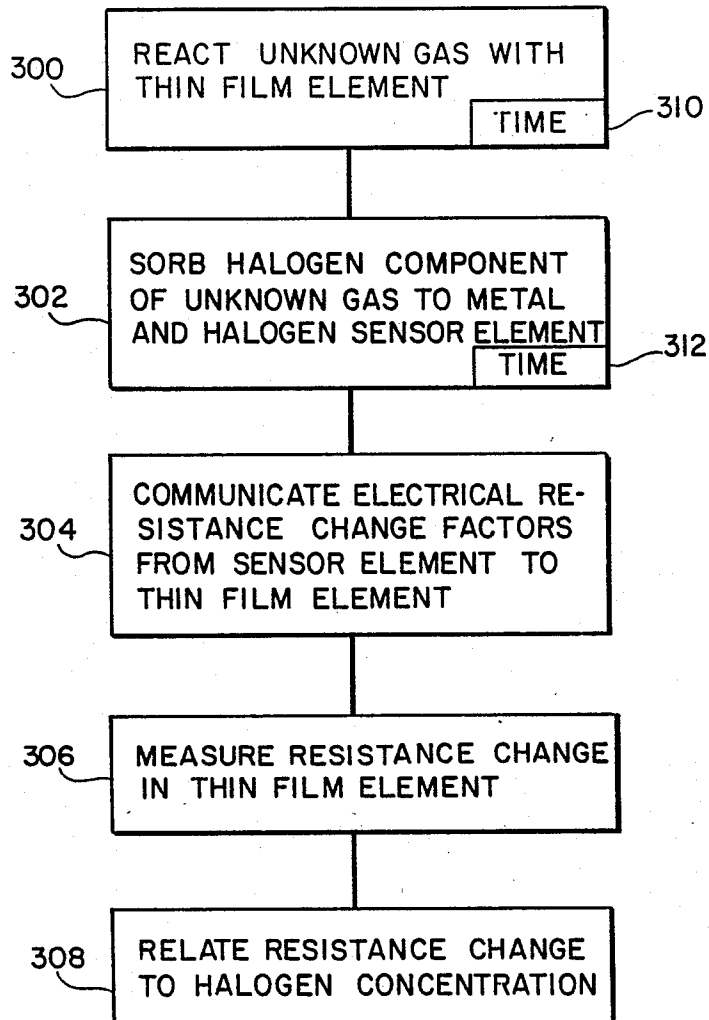 300
REACT UNKNOWN GAS WITH
THIN FILM ELEMENT
TIME
310
302
SORB HALOGEN COMPONENT
OF UNKNOWN GAS TO METAL
AND HALOGEN SENSOR ELEMENT
TIME
312
304
COMMUNICATE ELECTRICAL RE-
SISTANCE CHANGE FACTORS
FROM SENSOR ELEMENT TO
THIN FILM ELEMENT
306
MEASURE RESISTANCE CHANGE
IN THIN FILM ELEMENT
308
RELATE RESISTANCE CHANGE
TO HALOGEN CONCENTRATION